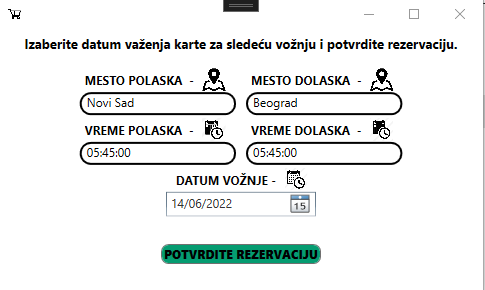 Izaberite datum važenja karte za sledeću vožnju i potvrdite rezervaciju.
MESTO POLASKA -
MESTO DOLASKA -
Novi Sad
Beograd
VREME POLASKA -
VREME DOLASKA -
05:45:00
05:45:00
DATUM VOŽNJE -
14/06/2022
15
POTVRDITE REZERVACIJU